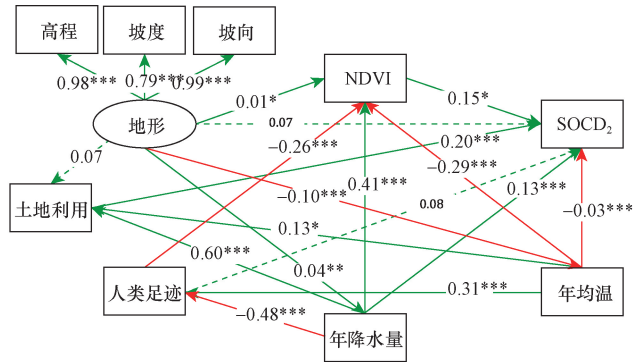 高程
坡度
坡向
0.98***
0.79***
0.99***
NDVI
0.01*
0.15*
地形
0.07
SOCD₂
0.07
−0.26***
0.20***
−0.29***
−0.10***
0.41***
0.13***
土地利用
0.08
−0.03***
0.13*
0.60***
0.04**
人类足迹
0.31***
年均温
−0.48***
年降水量